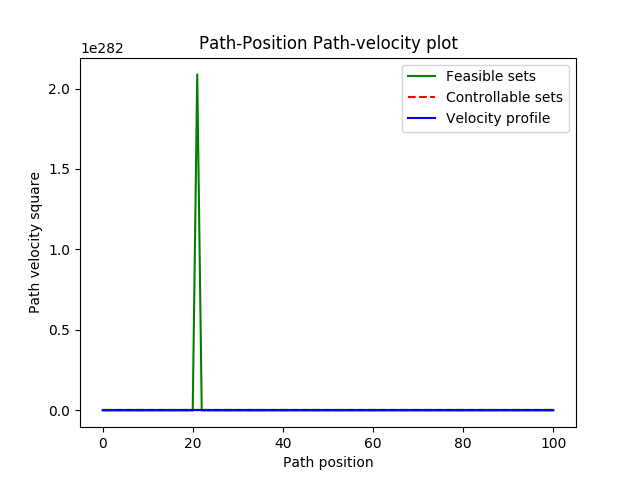 Path-Position Path-velocity plot
1e282
Feasible sets
Controllable sets
Velocity profile
2.0
1.5
1.0
0.5
0.0
Path velocity square
0 20 40 60 80 100
Path position